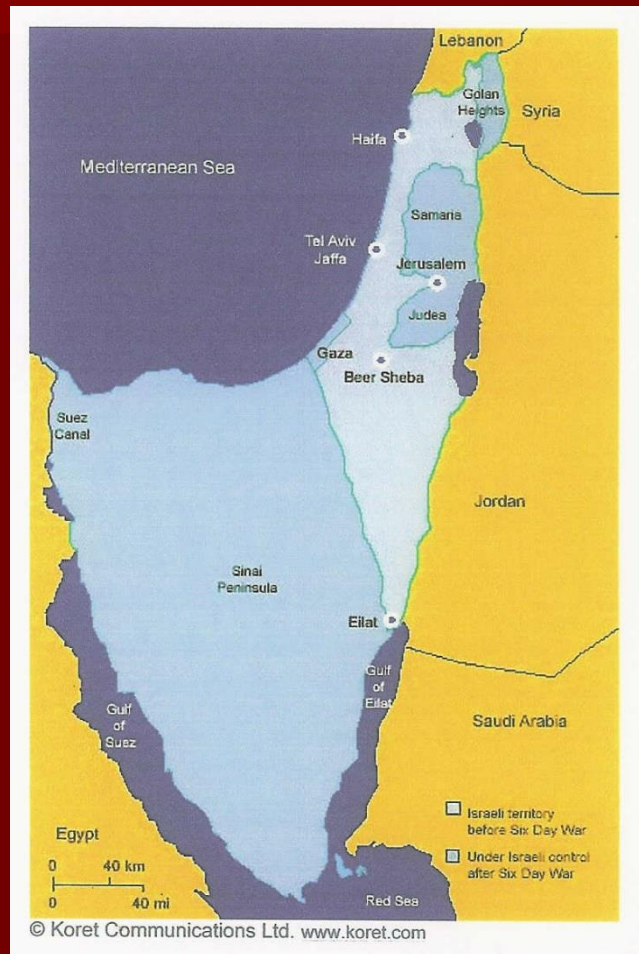 Lebanon
Golan
Heights
Syria
Haifa
Mediterranean Sea
Samaria
Tel Aviv
Jaffa
Jerusalem
Judea
Gaza
Beer Sheba
Suez
Canal
Jordan
Sinai
Peninsula
Eilat
Gulf
of
Eilat
Gulf
of
Suez
Saudi Arabia
Israeli territory
before Six Day War
Under Israeli control
after Six Day War
Egypt
0 40 km
0 40 mi
Red Sea
© Koret Communications Ltd. www.koret.com